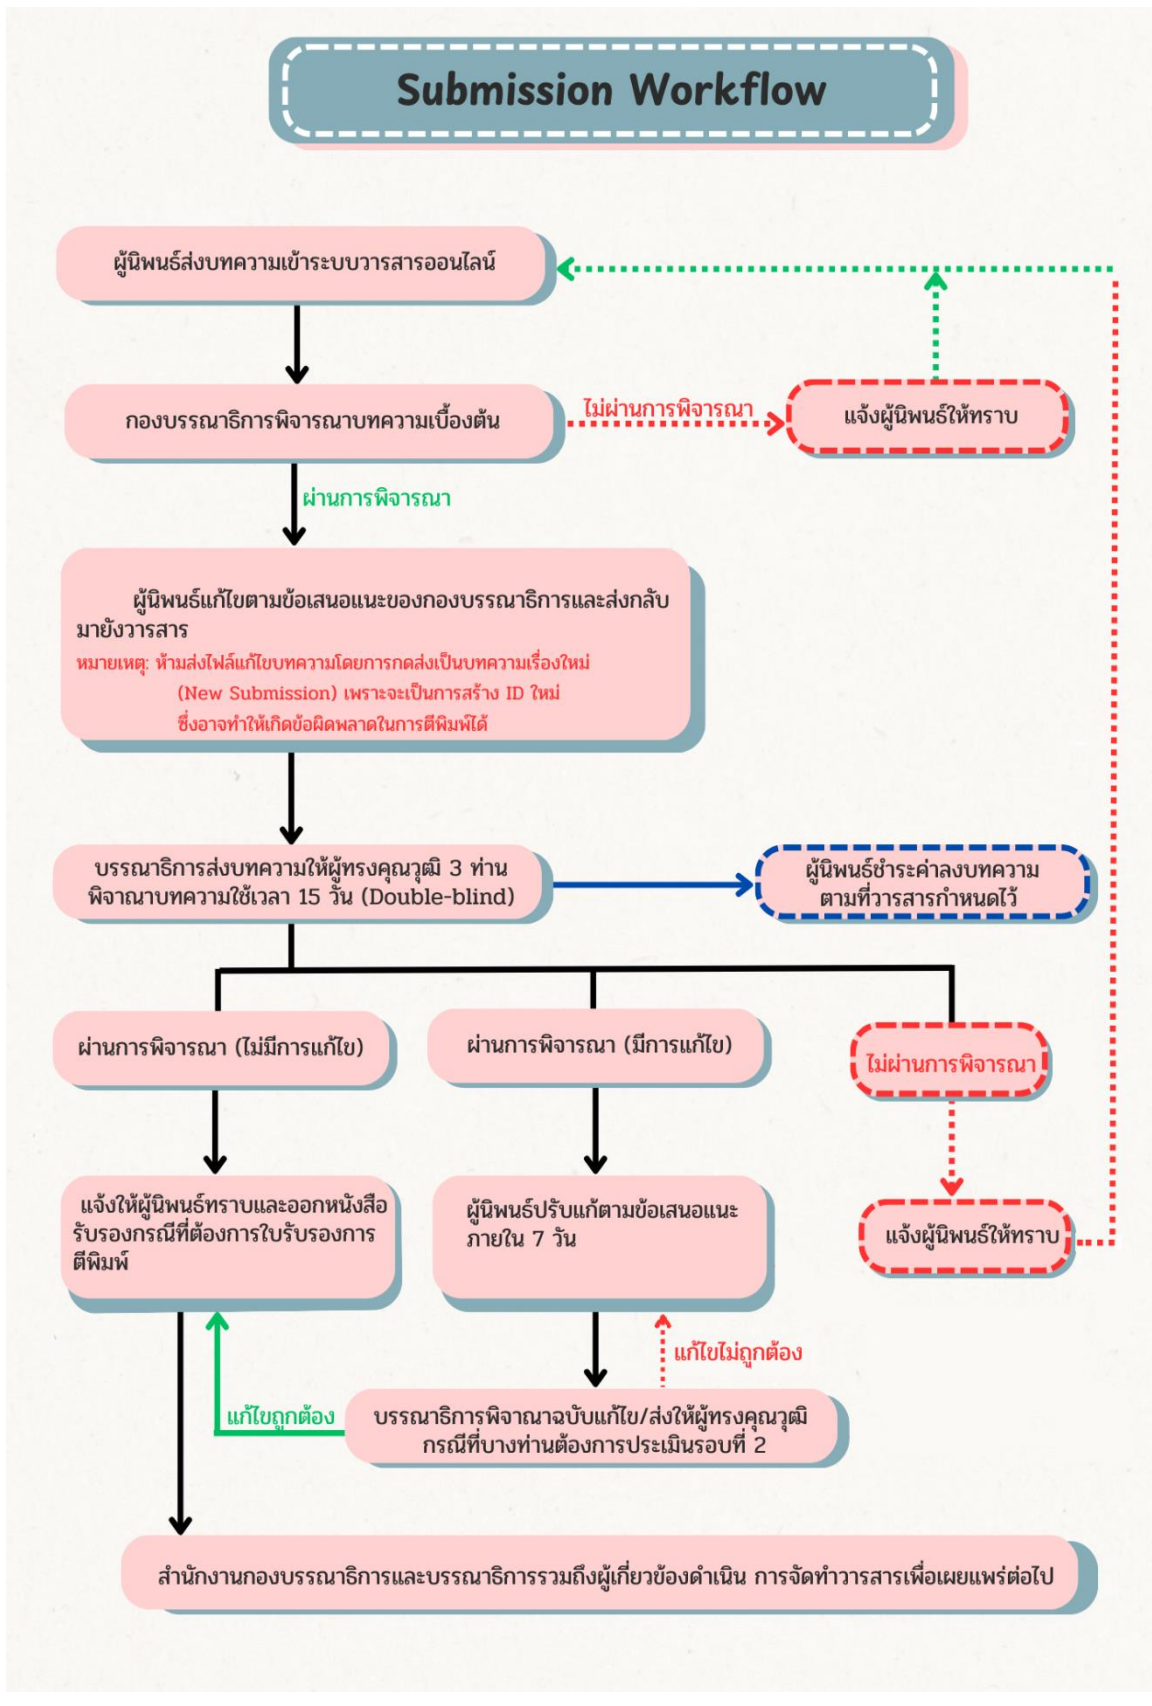 Submission Workflow
ผู้นิพนธ์ส่งบทความเข้าระบบวารสารออนไลน์
กองบรรณาธิการพิจารณาบทความเบื้องต้น
ไม่ผ่านการพิจารณา
แจ้งผู้นิพนธ์ให้ทราบ
ผ่านการพิจารณา
ผู้นิพนธ์แก้ไขตามข้อเสนอแนะของกองบรรณาธิการและส่งกลับ
มายังวารสาร
หมายเหตุ: ห้ามส่งไฟล์แก้ไขบทความโดยการกดส่งเป็นบทความเรื่องใหม่
(New Submission) เพราะจะเป็นการสร้าง ID ใหม่
ซึ่งอาจทำให้เกิดข้อผิดพลาดในการตีพิมพ์ได้
บรรณาธิการส่งบทความให้ผู้ทรงคุณวุฒิ 3 ท่าน
พิจาณาบทความใช้เวลา 15 วัน (Double-blind)
ผู้นิพนธ์ชำระค่าลงบทความ
ตามที่วารสารกำหนดไว้
ผ่านการพิจารณา (ไม่มีการแก้ไข)
ผ่านการพิจารณา (มีการแก้ไข)
ไม่ผ่านการพิจารณา
แจ้งให้ผู้นิพนธ์ทราบและออกหนังสือ
รับรองกรณีที่ต้องการใบรับรองการ
ตีพิมพ์
ผู้นิพนธ์ปรับแก้ตามข้อเสนอแนะ
ภายใน 7 วัน
แจ้งผู้นิพนธ์ให้ทราบ
แก้ไขไม่ถูกต้อง
แก้ไขถูกต้อง
บรรณาธิการพิจาณาฉบับแก้ไข/ส่งให้ผู้ทรงคุณวุฒิ
กรณีที่บางท่านต้องการประเมินรอบที่ 2
สำนักงานกองบรรณาธิการและบรรณาธิการรวมถึงผู้เกี่ยวข้องดำเนิน การจัดทำวารสารเพื่อเผยแพร่ต่อไป